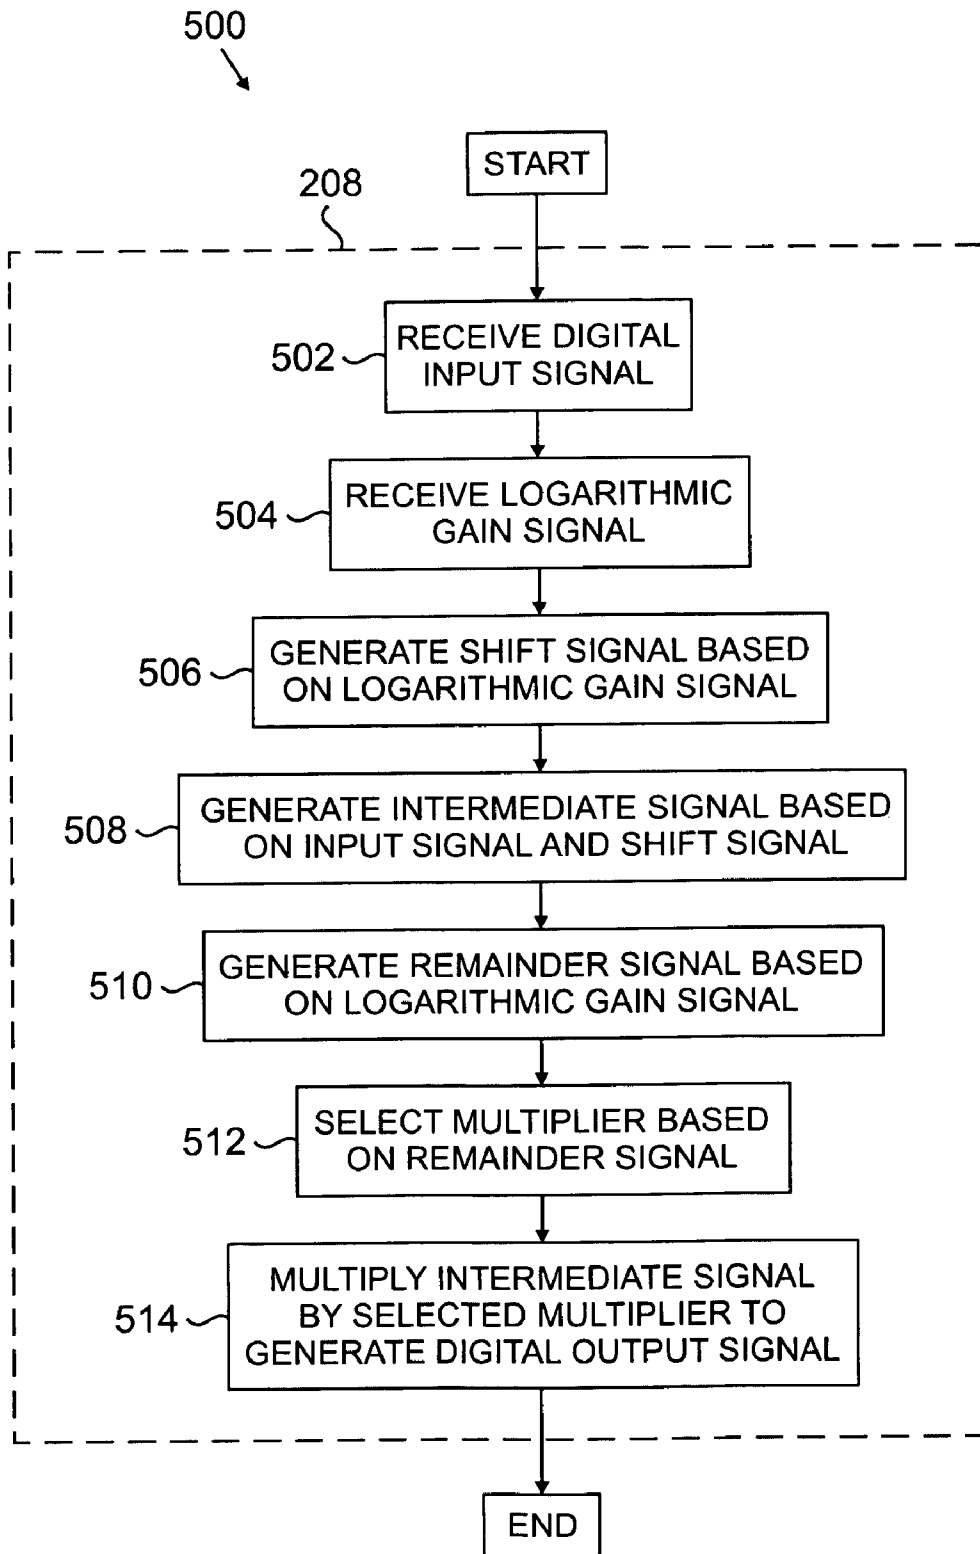 500
START
208
502
RECEIVE DIGITAL
INPUT SIGNAL
504
RECEIVE LOGARITHMIC
GAIN SIGNAL
506
GENERATE SHIFT SIGNAL BASED
ON LOGARITHMIC GAIN SIGNAL
508
GENERATE INTERMEDIATE SIGNAL BASED
ON INPUT SIGNAL AND SHIFT SIGNAL
510
GENERATE REMAINDER SIGNAL BASED
ON LOGARITHMIC GAIN SIGNAL
512
SELECT MULTIPLIER BASED
ON REMAINDER SIGNAL
514
MULTIPLY INTERMEDIATE SIGNAL
BY SELECTED MULTIPLIER TO
GENERATE DIGITAL OUTPUT SIGNAL
END